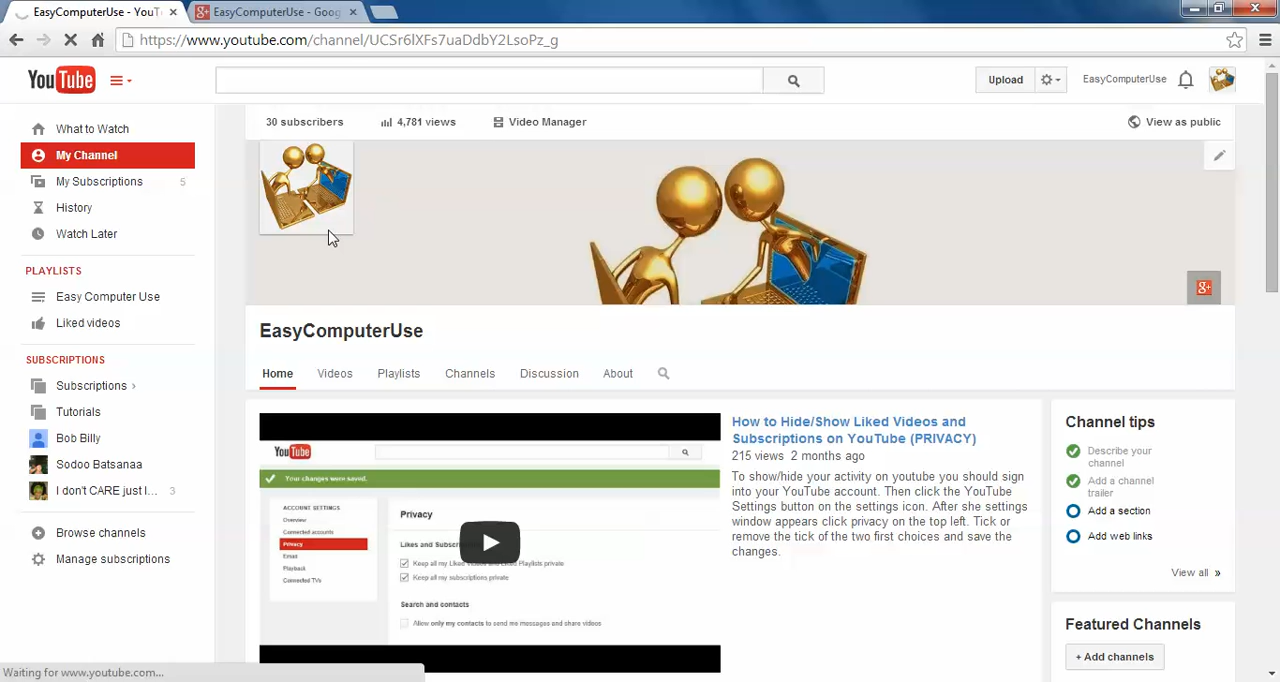 EasyComputerUse - YouT
EasyComputerUse - Goog
https://www.youtube.com/channel/UCSr6lXFs7uaDdbY2LsoPz_g
YouTube
Upload
EasyComputerUse
30 subscribers
4,781 views
Video Manager
View as public
What to Watch
My Channel
My Subscriptions 5
History
Watch Later
PLAYLISTS
Easy Computer Use
Liked videos
SUBSCRIPTIONS
Subscriptions ›
Tutorials
Bob Billy
Sodoo Batsanaa
I don't CARE just I... 3
Browse channels
Manage subscriptions
g+
EasyComputerUse
Home
Videos
Playlists
Channels
Discussion
About
YouTube
Your changes were saved.
ACCOUNT SETTINGS
Overview
Connected accounts
Privacy
Email
Playback
Connected TVs
Privacy
Likes and Subsc
Keep all my Liked Videos and Liked Playlists private
Keep all my subscriptions private
Search and contacts
Allow only my contacts to send me messages and share videos
How to Hide/Show Liked Videos and
Subscriptions on YouTube (PRIVACY)
215 views 2 months ago
To show/hide your activity on youtube you should sign
into your YouTube account. Then click the YouTube
Settings button on the settings icon. After she settings
window appears click privacy on the top left. Tick or
remove the tick of the two first choices and save the
changes.
Channel tips
Describe your
channel
Add a channel
trailer
Add a section
Add web links
View all »
Featured Channels
+ Add channels
Waiting for www.youtube.com...